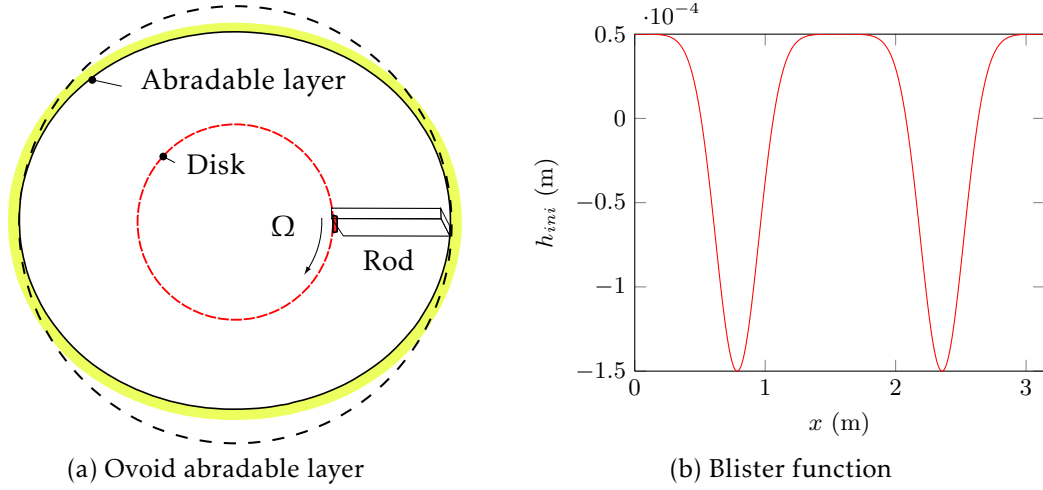 Abradable layer
Disk
Ω
Rod
(a) Ovoid abradable layer
·10⁻⁴
0.5
0
−0.5
−1
−1.5
h_ini (m)
0 1 2 3
x (m)
(b) Blister function